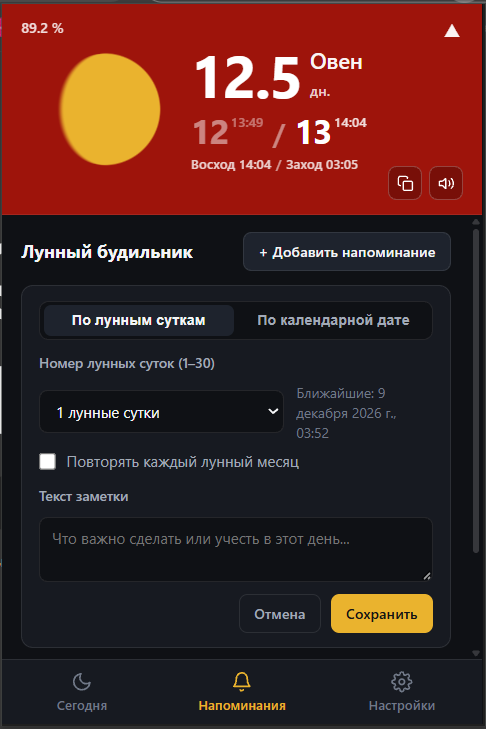 89.2 %
12.5 Овен
дн.
12 13:49 / 13 14:04
Восход 14:04 / Заход 03:05
Лунный будильник
+ Добавить напоминание
По лунным суткам
По календарной дате
Номер лунных суток (1–30)
1 лунные сутки
Ближайшие: 9
декабря 2026 г.,
03:52
Повторять каждый лунный месяц
Текст заметки
Что важно сделать или учесть в этот день...
Отмена
Сохранить
Сегодня
Напоминания
Настройки